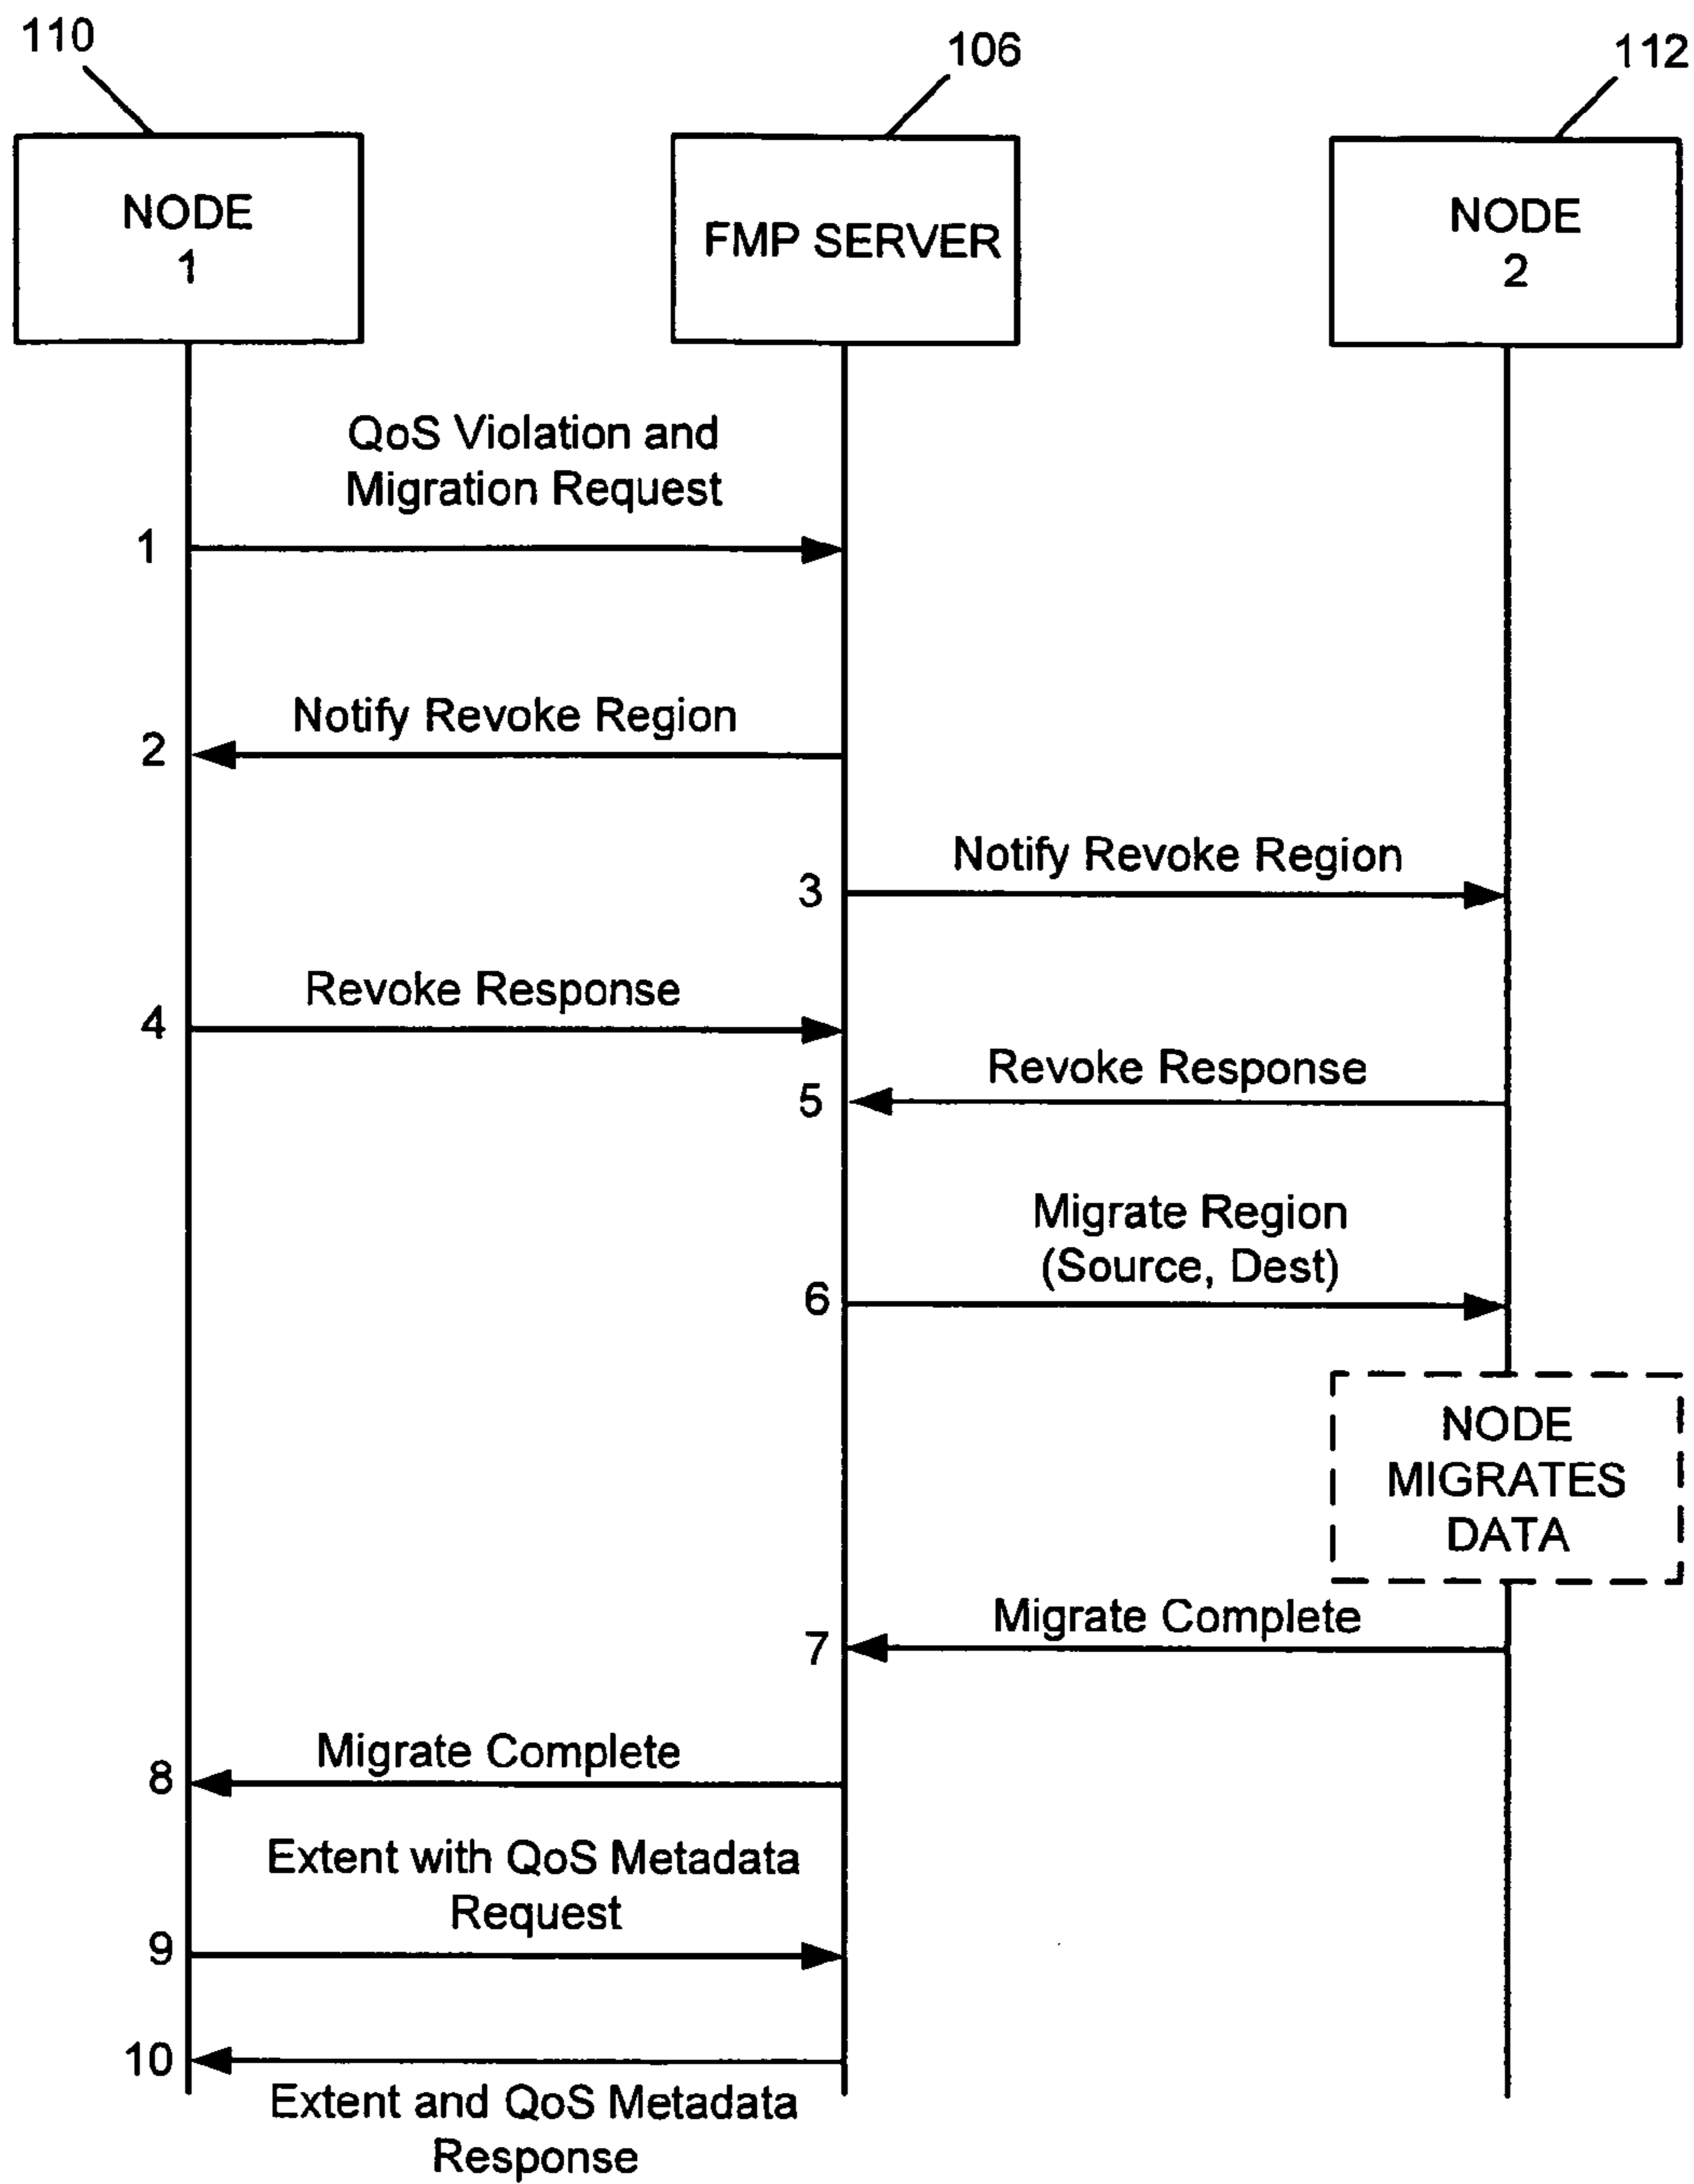 110
106
112
NODE
1
FMP SERVER
NODE
2
QoS Violation and
Migration Request
1
Notify Revoke Region
2
Notify Revoke Region
3
Revoke Response
4
Revoke Response
5
Migrate Region
(Source, Dest)
6
NODE
MIGRATES
DATA
Migrate Complete
7
Migrate Complete
8
Extent with QoS Metadata
Request
9
10
Extent and QoS Metadata
Response